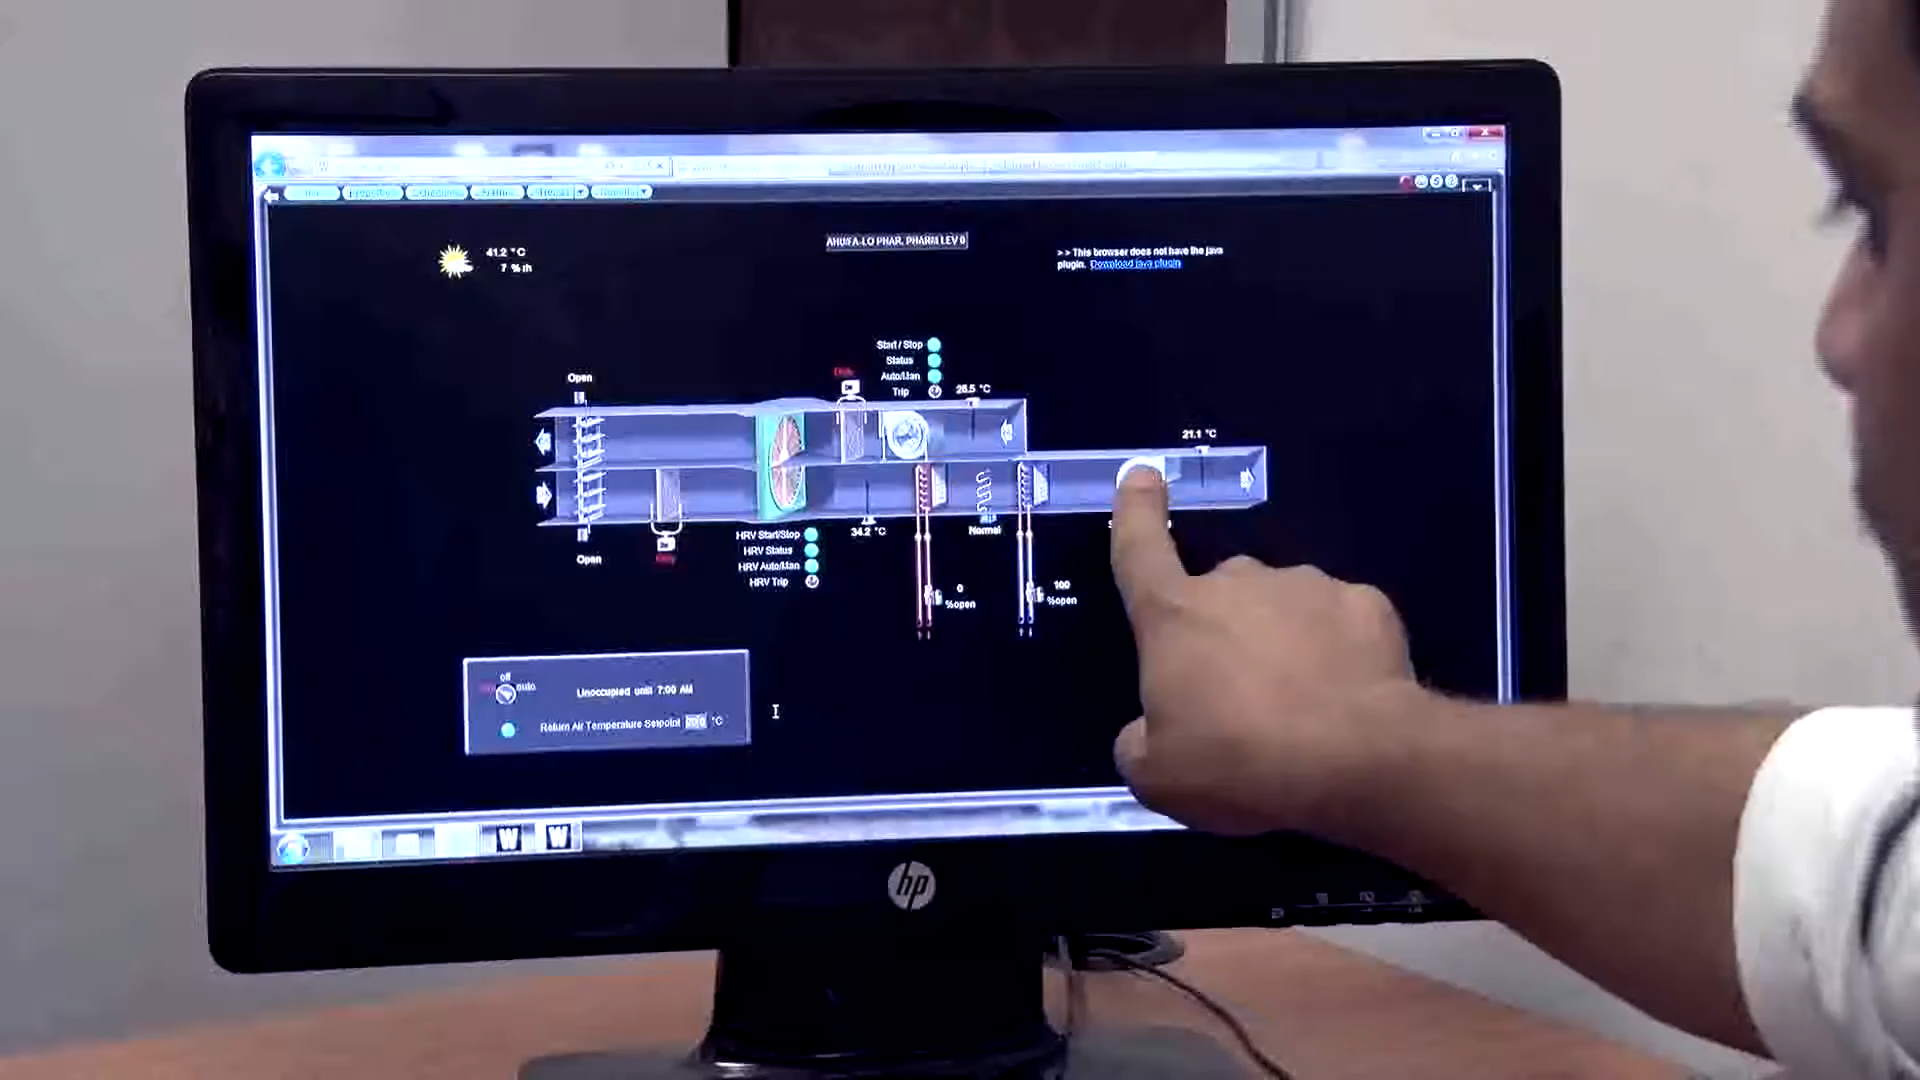 41.2 °C
7 % rh
AHU/FA-LO PHAR. PHARM LEV 0
>> This browser does not have the java
plugin. Download java plugin
Start / Stop
Status
Auto/Man
Trip
Open
26.5 °C
21.1 °C
34.2 °C
Normal
Open
HRV Start/Stop
HRV Status
HRV Auto/Man
HRV Trip
0
%open
100
%open
off
auto
Unoccupied until 7:00 AM
Return Air Temperature Setpoint °C
W W
hp